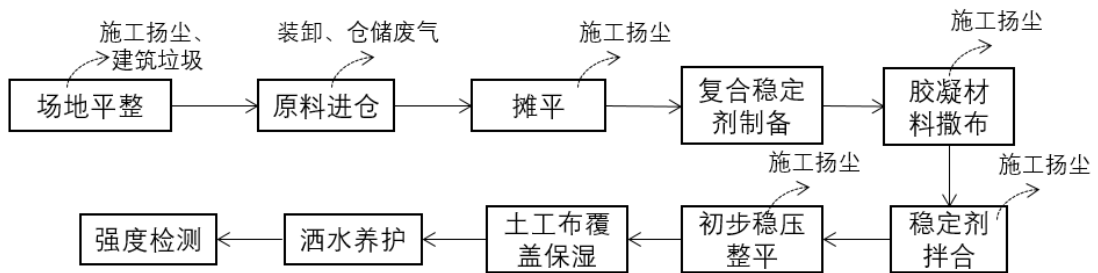 施工扬尘、
建筑垃圾
装卸、仓储废气
施工扬尘
施工扬尘
场地平整
原料进仓
摊平
复合稳定
剂制备
胶凝材
料撒布
施工扬尘
施工扬尘
稳定剂
拌合
初步稳压
整平
土工布覆
盖保湿
洒水养护
强度检测